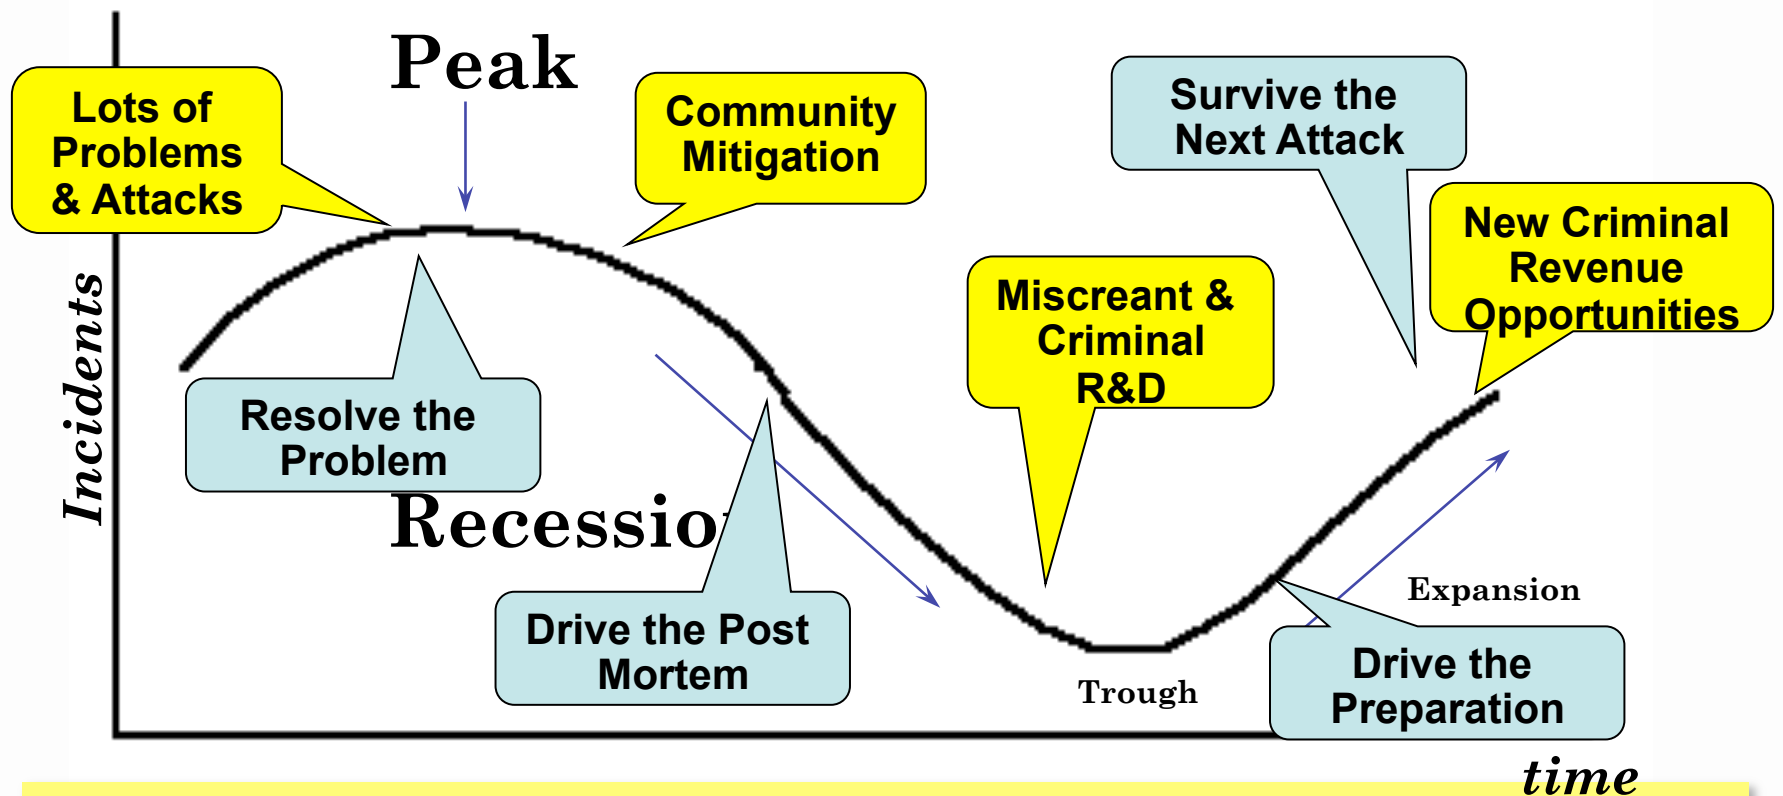 Peak
Lots of
Problems
& Attacks
Community
Mitigation
Survive the
Next Attack
New Criminal
Revenue
Opportunities
Miscreant &
Criminal
R&D
Incidents
Resolve the
Problem
Recession
Drive the Post
Mortem
Expansion
Trough
Drive the
Preparation
time